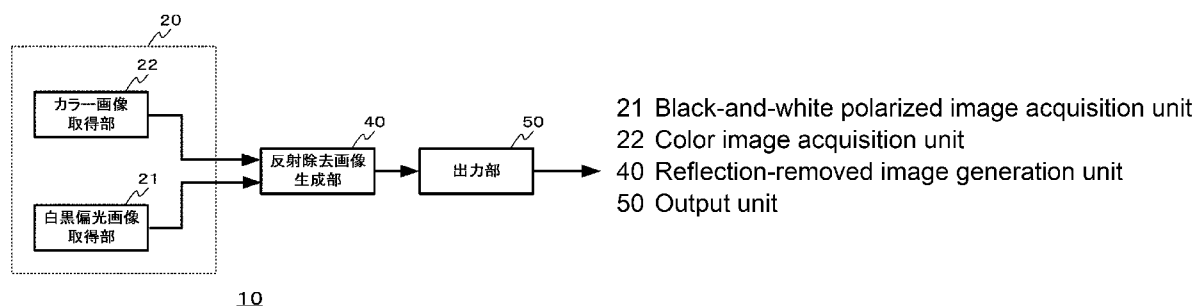 20
22
カラー画像
取得部
21
白黒偏光画像
取得部
40
反射除去画像
生成部
50
出力部
10
21 Black-and-white polarized image acquisition unit
22 Color image acquisition unit
40 Reflection-removed image generation unit
50 Output unit